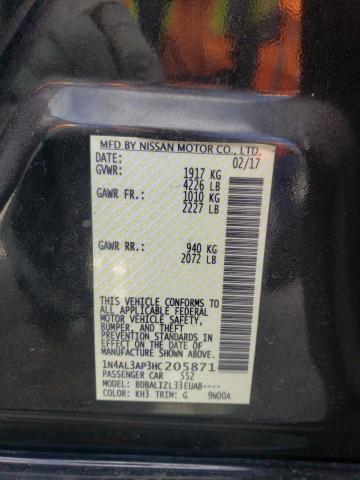 MFD BY NISSAN MOTOR CO., LTD.
DATE: 02/17
GVWR: 1917 KG
4226 LB
GAWR FR.: 1010 KG
2227 LB
GAWR RR.: 940 KG
2072 LB
THIS VEHICLE CONFORMS TO
ALL APPLICABLE FEDERAL
MOTOR VEHICLE SAFETY,
BUMPER, AND THEFT
PREVENTION STANDARDS IN
EFFECT ON THE DATE OF
MANUFACTURE SHOWN ABOVE.
1N4AL3AP3HC205871
PASSENGER CAR 552
MODEL: BDBALIZL33EUAB----
COLOR: KH3 TRIM: G 9N00A